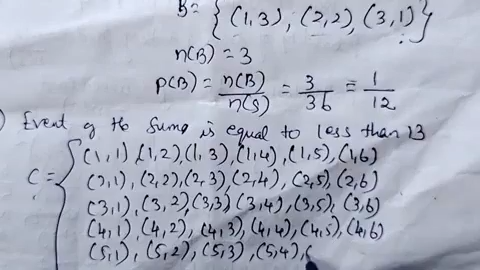 B = { (1,3), (2,2), (3,1) }
n(B) = 3
P(B) = n(B)/n(S) = 3/36 = 1/12
) Event of the sum is equal to less than 13
C = { (1,1), (1,2), (1,3), (1,4), (1,5), (1,6)
(2,1), (2,2), (2,3), (2,4), (2,5), (2,6)
(3,1), (3,2), (3,3), (3,4), (3,5), (3,6)
(4,1), (4,2), (4,3), (4,4), (4,5), (4,6)
(5,1), (5,2), (5,3), (5,4), (